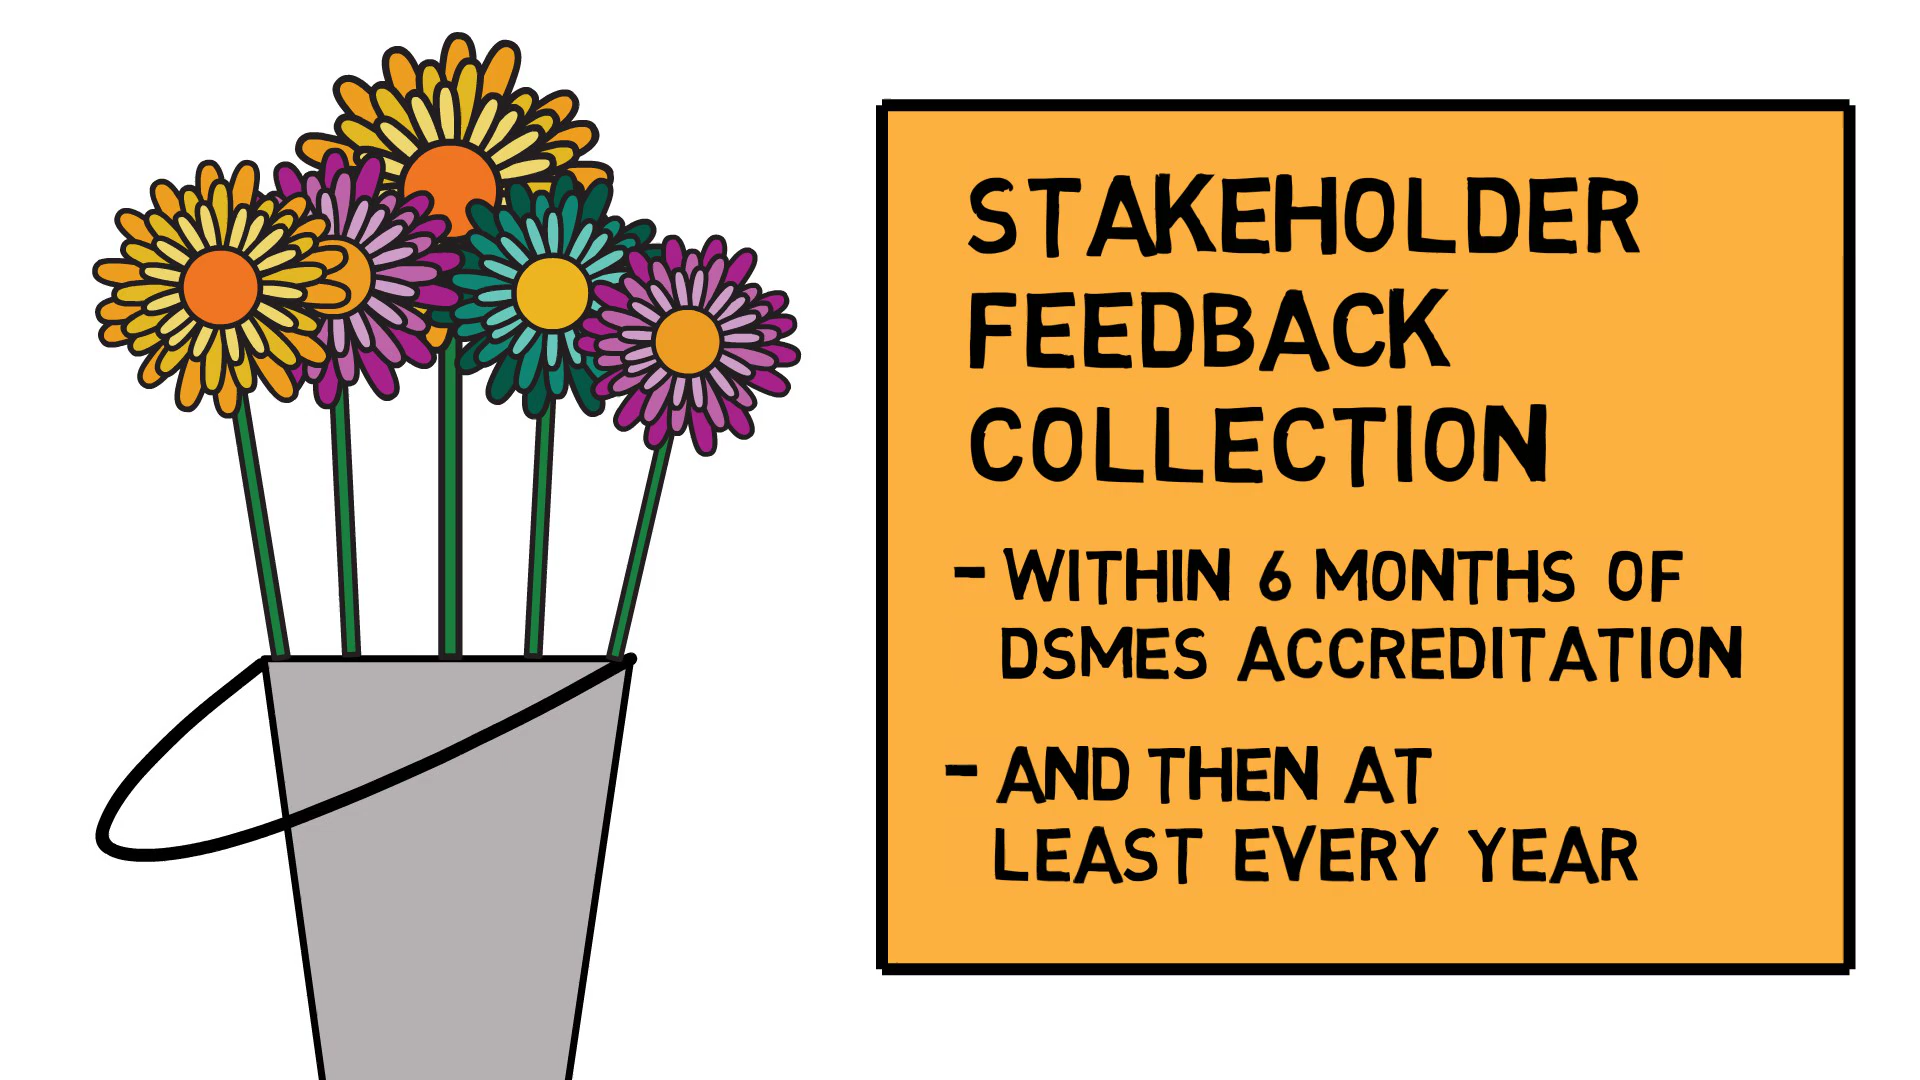 STAKEHOLDER
FEEDBACK
COLLECTION
- WITHIN 6 MONTHS OF
DSMES ACCREDITATION
- AND THEN AT
LEAST EVERY YEAR